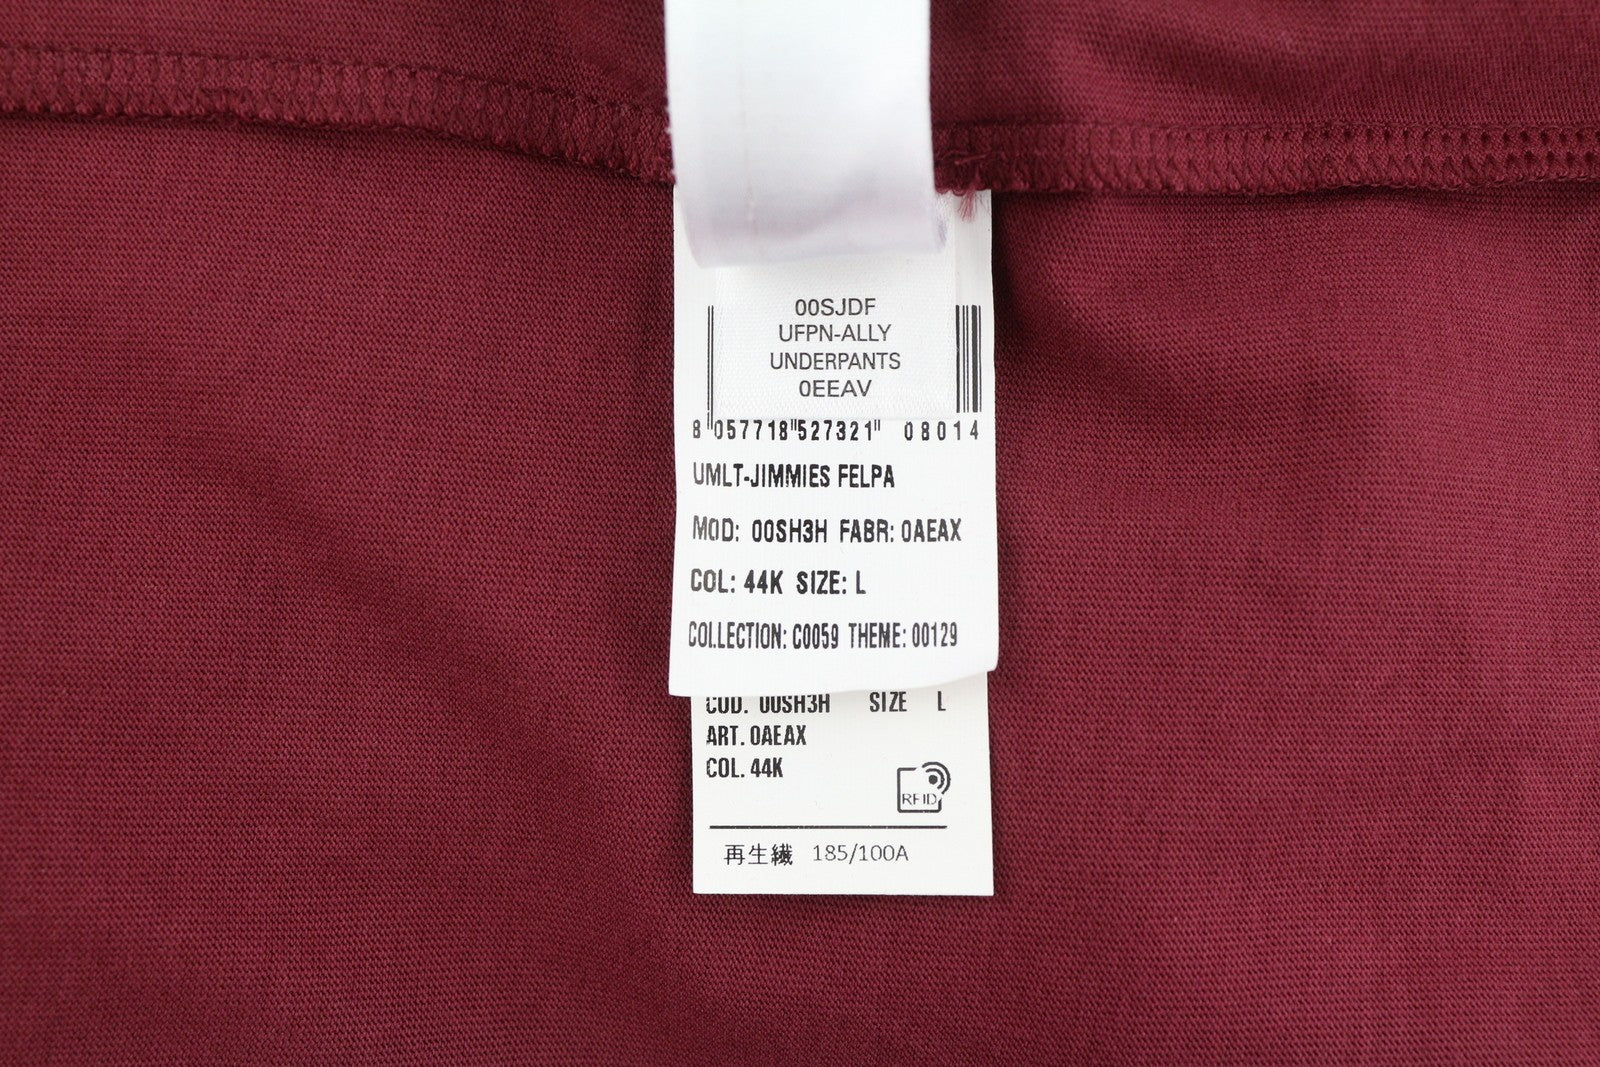 00SJDF
UFPN-ALLY
UNDERPANTS
0EEAV
8 057718 527321 08014
UMLT-JIMMIES FELPA
MOD: 00SH3H FABR: 0AEAX
COL: 44K SIZE: L
COLLECTION: C0059 THEME: 00129
COD. 00SH3H SIZE L
ART. 0AEAX
COL. 44K
RFID
再生繊 185/100A